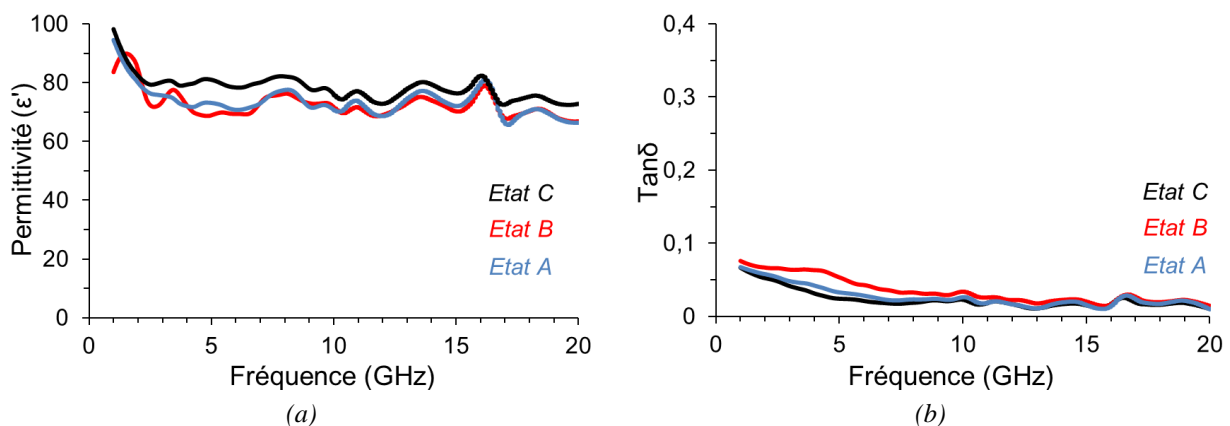 100
80
60
40
20
0
Permittivité (ε')
Etat C
Etat B
Etat A
0
5
10
15
20
Fréquence (GHz)
(a)
0,4
0,3
0,2
0,1
0
Tanδ
Etat C
Etat B
Etat A
0
5
10
15
20
Fréquence (GHz)
(b)